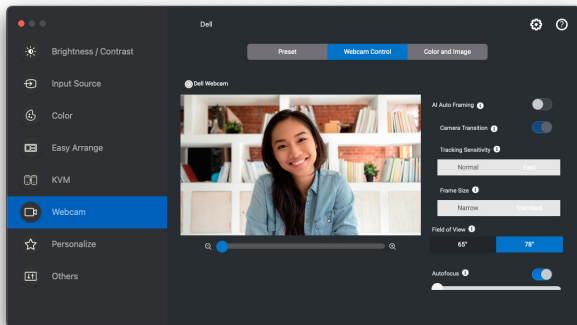 Dell
Brightness / Contrast
Input Source
Color
Easy Arrange
KVM
Webcam
Personalize
Others
Preset
Webcam Control
Color and Image
Dell Webcam
AI Auto Framing
Camera Transition
Tracking Sensitivity
Normal
Fast
Frame Size
Narrow
Standard
Field of View
65°
78°
Autofocus